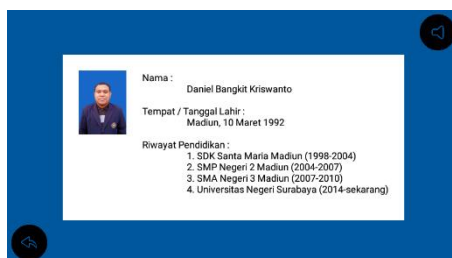 Nama :
Daniel Bangkit Kriswanto
Tempat / Tanggal Lahir :
Madiun, 10 Maret 1992
Riwayat Pendidikan :
1. SDK Santa Maria Madiun (1998-2004)
2. SMP Negeri 2 Madiun (2004-2007)
3. SMA Negeri 3 Madiun (2007-2010)
4. Universitas Negeri Surabaya (2014-sekarang)